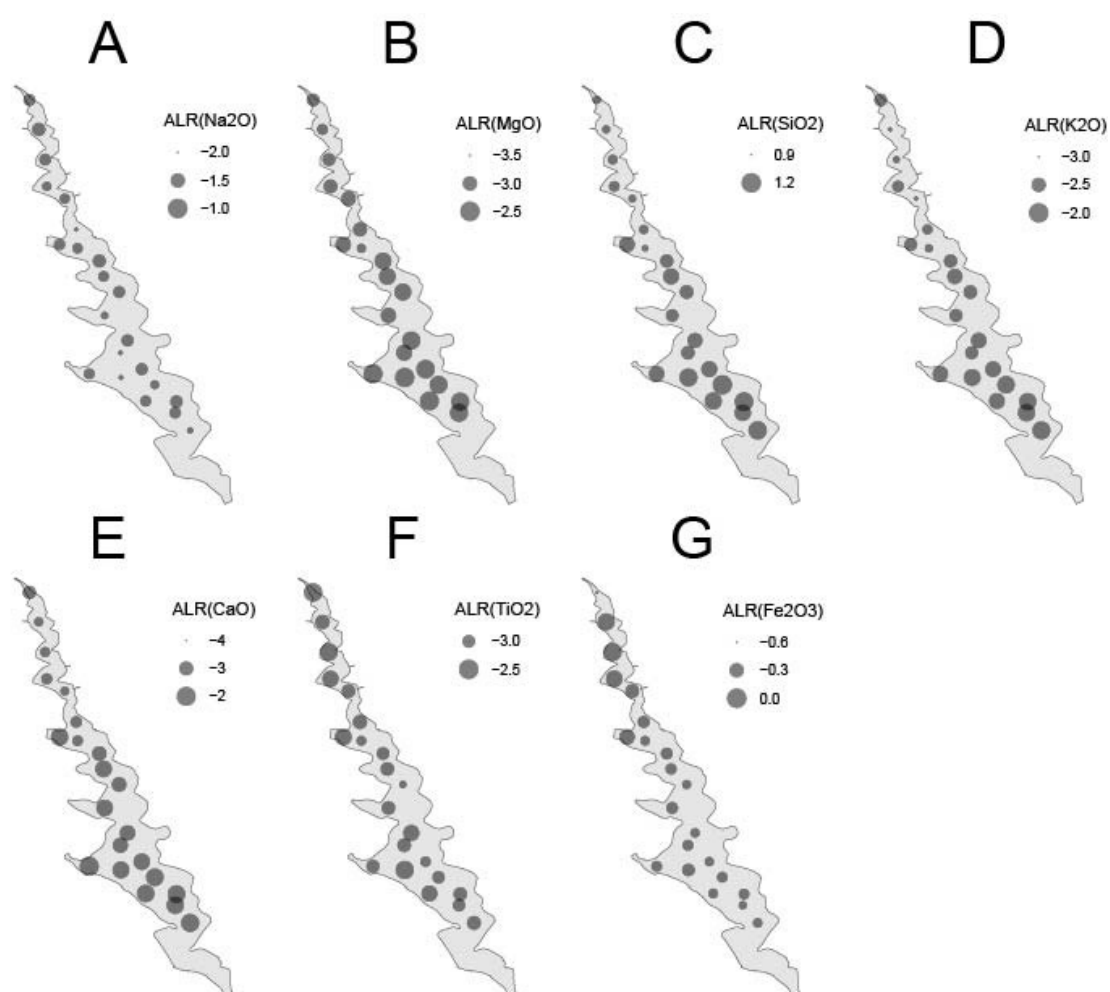 A B C D
ALR(Na2O)
−2.0
−1.5
−1.0
ALR(MgO)
−3.5
−3.0
−2.5
ALR(SiO2)
0.9
1.2
ALR(K2O)
−3.0
−2.5
−2.0
E F G
ALR(CaO)
−4
−3
−2
ALR(TiO2)
−3.0
−2.5
ALR(Fe2O3)
−0.6
−0.3
0.0